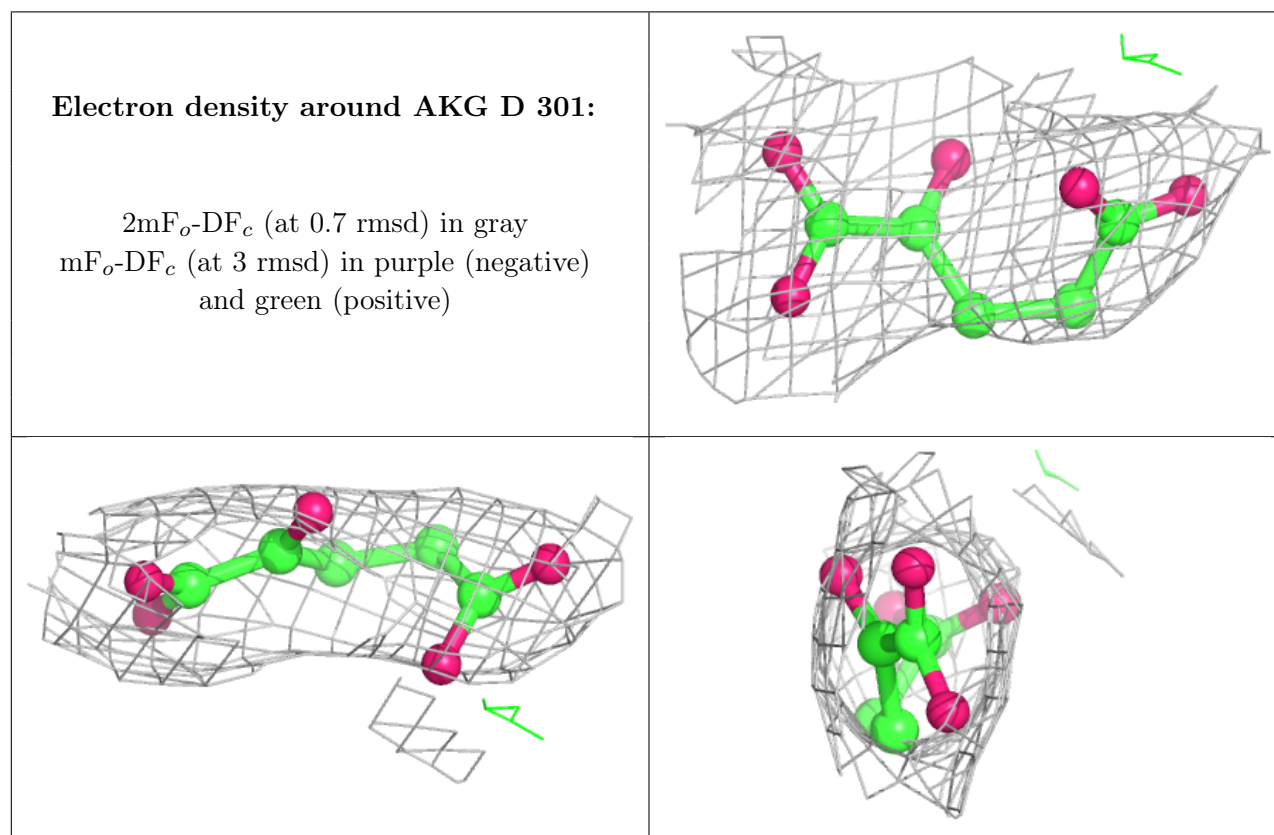 Electron density around AKG D 301:
2mFo-DFc (at 0.7 rmsd) in gray
mFo-DFc (at 3 rmsd) in purple (negative)
and green (positive)